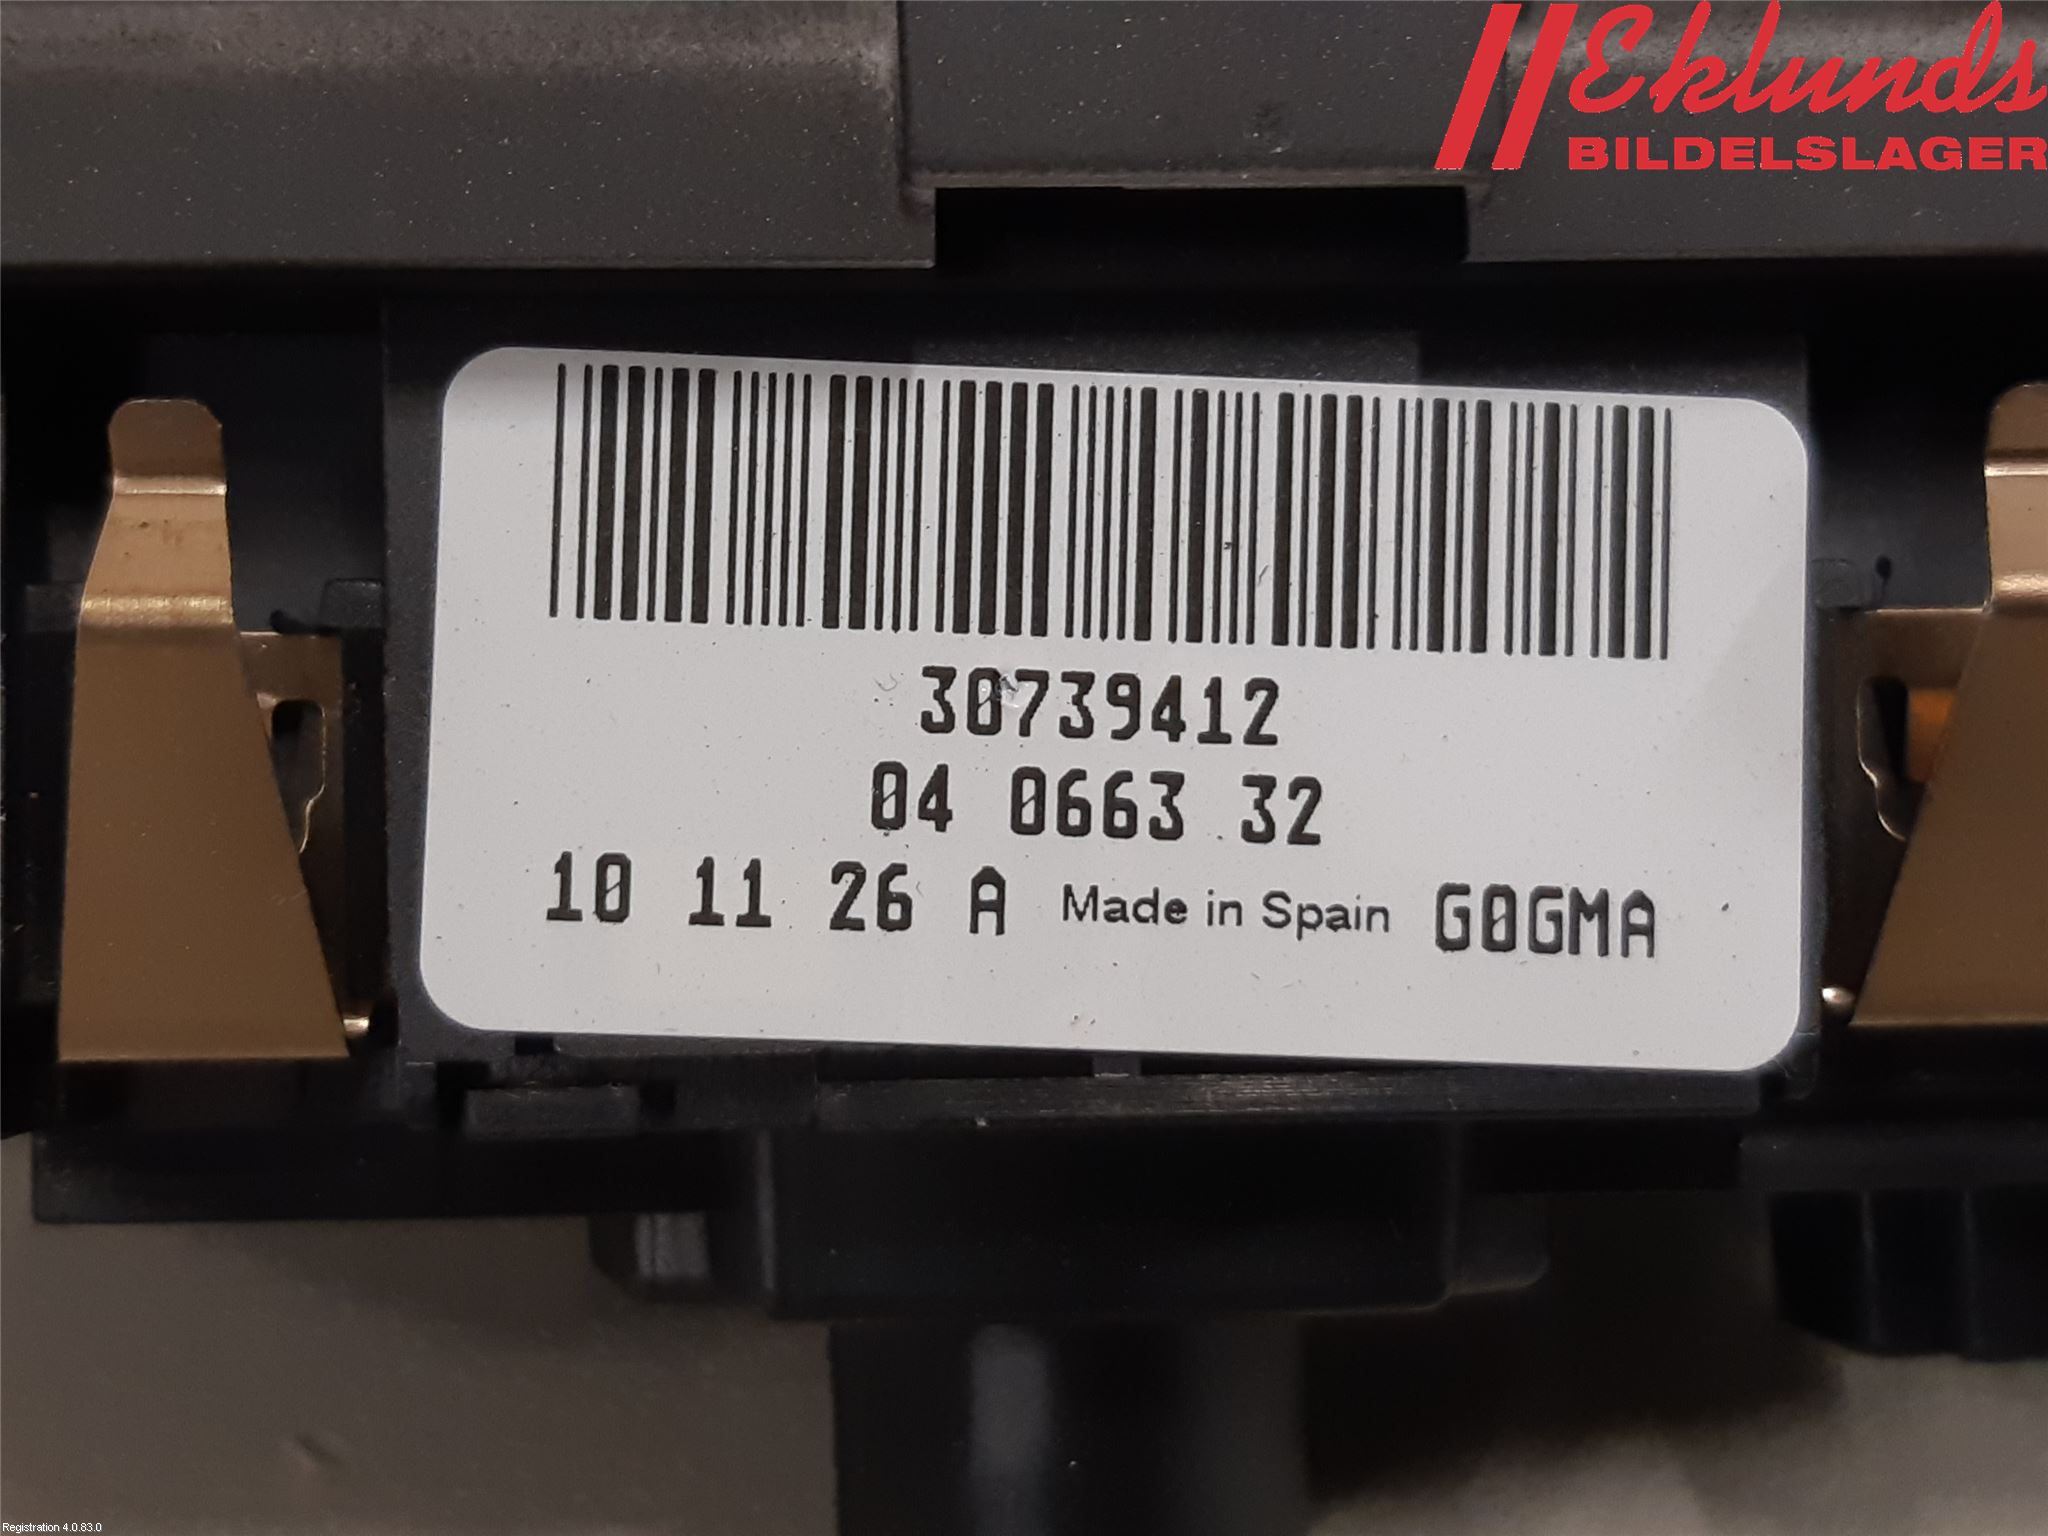 Eklunds
BILDELSLAGER
30739412
04 0663 32
10 11 26 A Made in Spain G0GMA
Registration 4.0.83.0